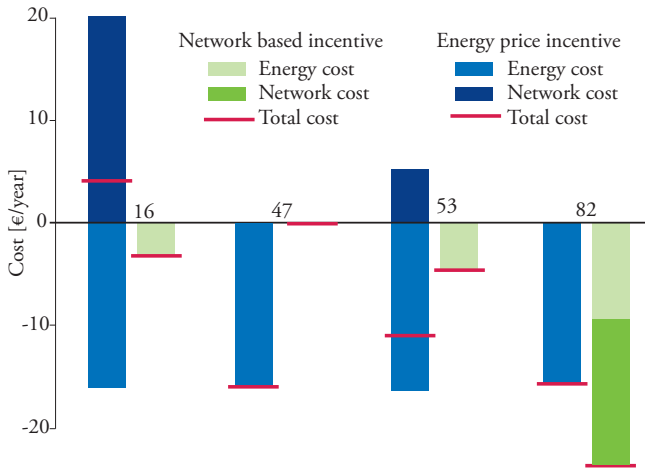 20
10
0
-10
-20
Cost [€/year]
Network based incentive
Energy cost
Network cost
Total cost
Energy price incentive
Energy cost
Network cost
Total cost
16
47
53
82